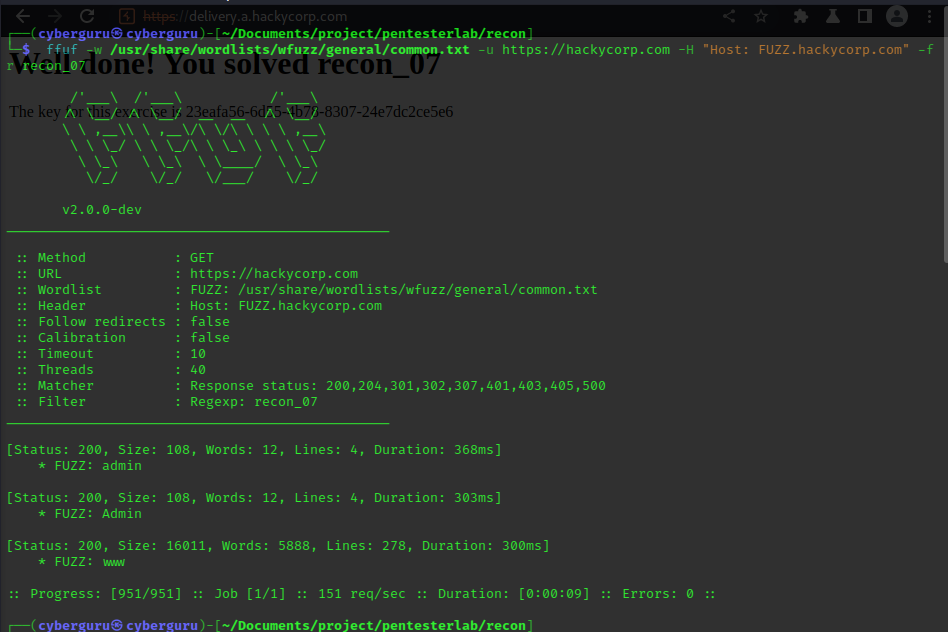 https://delivery.a.hackycorp.com
┌──(cyberguru㉿cyberguru)-[~/Documents/project/pentesterlab/recon]
└─$ ffuf -w /usr/share/wordlists/wfuzz/general/common.txt -u https://hackycorp.com -H "Host: FUZZ.hackycorp.com" -f
r recon_07
Well done! You solved recon_07
The key for this exercise is 23eafa56-6d
-8307-24e7dc2ce5e6
v2.0.0-dev
:: Method : GET
:: URL : https://hackycorp.com
:: Wordlist : FUZZ: /usr/share/wordlists/wfuzz/general/common.txt
:: Header : Host: FUZZ.hackycorp.com
:: Follow redirects : false
:: Calibration : false
:: Timeout : 10
:: Threads : 40
:: Matcher : Response status: 200,204,301,302,307,401,403,405,500
:: Filter : Regexp: recon_07
[Status: 200, Size: 108, Words: 12, Lines: 4, Duration: 368ms]
* FUZZ: admin
[Status: 200, Size: 108, Words: 12, Lines: 4, Duration: 303ms]
* FUZZ: Admin
[Status: 200, Size: 16011, Words: 5888, Lines: 278, Duration: 300ms]
* FUZZ: www
:: Progress: [951/951] :: Job [1/1] :: 151 req/sec :: Duration: [0:00:09] :: Errors: 0 ::
┌──(cyberguru㉿cyberguru)-[~/Documents/project/pentesterlab/recon]